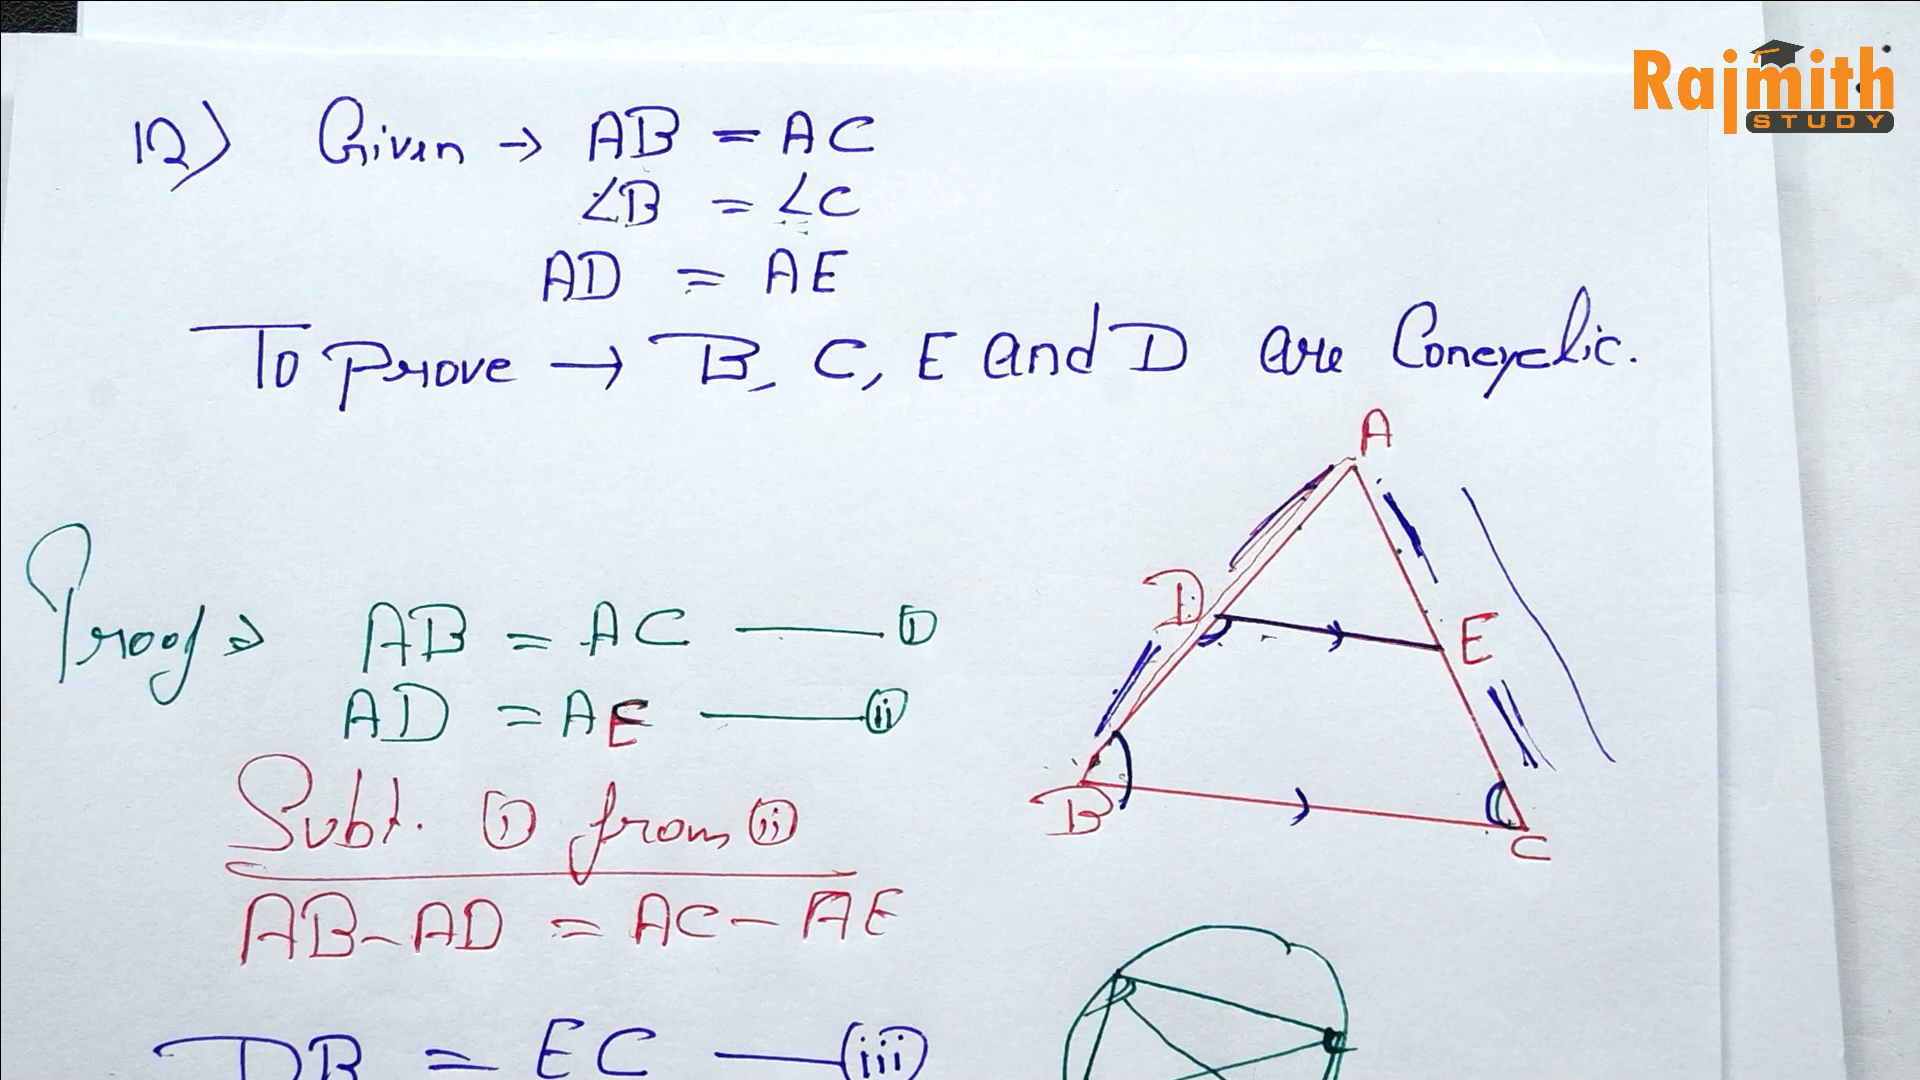 Rajmith
STUDY
12) Given → AB = AC
∠B = ∠C
AD = AE
To Prove → B, C, E and D are Concyclic.
A
D
E
B
C
Proof ⇒ AB = AC — (i)
AD = AE — (ii)
Subt. (i) from (ii)
AB - AD = AC - AE
DB = EC — (iii)